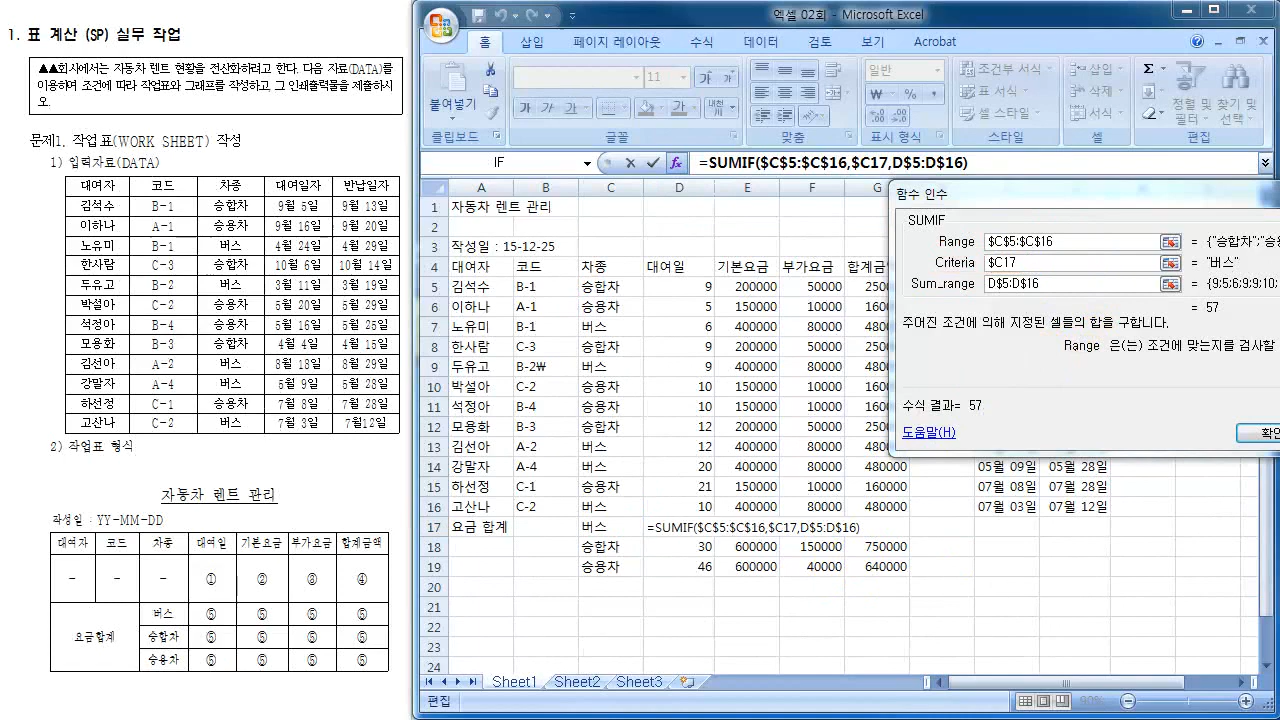 1. 표 계산 (SP) 실무 작업
▲▲회사에서는 자동차 렌트 현황을 전산화하려고 한다. 다음 자료(DATA)를
이용하여 조건에 따라 작업표와 그래프를 작성하고, 그 인쇄출력물을 제출하시
오.
문제1. 작업표(WORK SHEET) 작성
1) 입력자료(DATA)
대여자 코드 차종 대여일자 반납일자
김석수 B-1 승합차 9월 5일 9월 13일
이하나 A-1 승용차 9월 16일 9월 20일
노유미 B-1 버스 4월 24일 4월 29일
한사람 C-3 승합차 10월 6일 10월 14일
두유고 B-2 버스 3월 11일 3월 19일
박설아 C-2 승용차 5월 20일 5월 29일
석정아 B-4 승용차 5월 16일 5월 25일
모용화 B-3 승합차 4월 4일 4월 15일
김선아 A-2 버스 8월 18일 8월 29일
강말자 A-4 버스 5월 9일 5월 28일
하선정 C-1 승용차 7월 8일 7월 28일
고산나 C-2 버스 7월 3일 7월12일
2) 작업표 형식
자동차 렌트 관리
작성일 : YY-MM-DD
대여자 코드 차종 대여일 기본요금 부가요금 합계금액
- - - ① ② ③ ④
요금합계 버스 ⑤ ⑤ ⑤ ⑤
승합차 ⑤ ⑤ ⑤ ⑤
승용차 ⑤ ⑤ ⑤ ⑤
엑셀 02회 - Microsoft Excel
홈 삽입 페이지 레이아웃 수식 데이터 검토 보기 Acrobat
붙여넣기 11 가 가 일반 조건부 서식 삽입 Σ
가 가 가 가 내천 ₩ % , 표 서식 삭제 정렬 및 찾기 및
셀 스타일 서식 필터 선택
클립보드 글꼴 맞춤 표시 형식 스타일 셀 편집
IF =SUMIF($C$5:$C$16,$C17,D$5:D$16)
A B C D E F G
1 자동차 렌트 관리
2
3 작성일 : 15-12-25
4 대여자 코드 차종 대여일 기본요금 부가요금 합계금
5 김석수 B-1 승합차 9 200000 50000 2500
6 이하나 A-1 승용차 5 150000 10000 1600
7 노유미 B-1 버스 6 400000 80000 4800
8 한사람 C-3 승합차 9 200000 50000 2500
9 두유고 B-2₩ 버스 9 400000 80000 4800
10 박설아 C-2 승용차 10 150000 10000 1600
11 석정아 B-4 승용차 10 150000 10000 1600
12 모용화 B-3 승합차 12 200000 50000 2500
13 김선아 A-2 버스 12 400000 80000 4800
14 강말자 A-4 버스 20 400000 80000 480000 05월 09일 05월 28일
15 하선정 C-1 승용차 21 150000 10000 160000 07월 08일 07월 28일
16 고산나 C-2 버스 10 400000 80000 480000 07월 03일 07월 12일
17 요금 합계 버스 =SUMIF($C$5:$C$16,$C17,D$5:D$16)
18 승합차 30 600000 150000 750000
19 승용차 46 600000 40000 640000
20
21
22
23
24
함수 인수
SUMIF
Range $C$5:$C$16 = {"승합차";"승용
Criteria $C17 = "버스"
Sum_range D$5:D$16 = {9;5;6;9;9;10;
= 57
주어진 조건에 의해 지정된 셀들의 합을 구합니다.
Range 은(는) 조건에 맞는지를 검사할
수식 결과= 57
도움말(H) 확인
Sheet1 Sheet2 Sheet3
편집 90%